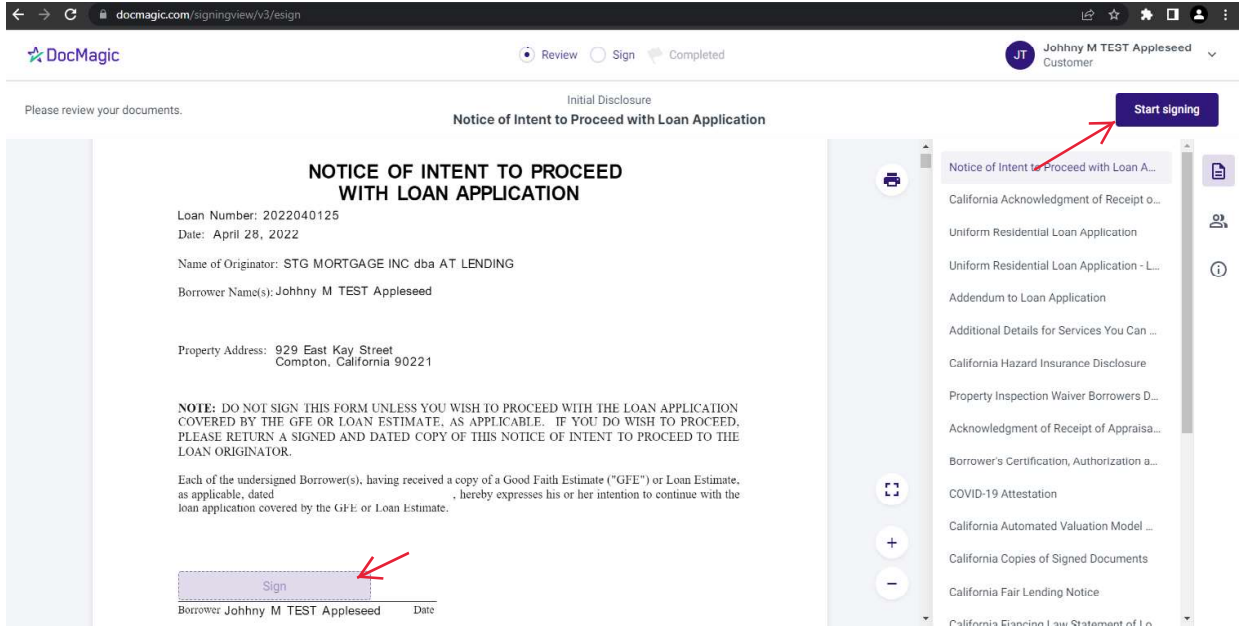 docmagic.com/signingview/v3/esign
DocMagic
Review Sign Completed
JT
Johhny M TEST Appleseed
Customer
Please review your documents.
Initial Disclosure
Notice of Intent to Proceed with Loan Application
Start signing
NOTICE OF INTENT TO PROCEED
WITH LOAN APPLICATION
Loan Number: 2022040125
Date: April 28, 2022
Name of Originator: STG MORTGAGE INC dba AT LENDING
Borrower Name(s): Johhny M TEST Appleseed
Property Address: 929 East Kay Street
Compton, California 90221
NOTE: DO NOT SIGN THIS FORM UNLESS YOU WISH TO PROCEED WITH THE LOAN APPLICATION
COVERED BY THE GFE OR LOAN ESTIMATE, AS APPLICABLE. IF YOU DO WISH TO PROCEED,
PLEASE RETURN A SIGNED AND DATED COPY OF THIS NOTICE OF INTENT TO PROCEED TO THE
LOAN ORIGINATOR.
Each of the undersigned Borrower(s), having received a copy of a Good Faith Estimate ("GFE") or Loan Estimate,
as applicable, dated , hereby expresses his or her intention to continue with the
loan application covered by the GFE or Loan Estimate.
Sign
Borrower Johhny M TEST Appleseed Date
Notice of Intent to Proceed with Loan A...
California Acknowledgment of Receipt o...
Uniform Residential Loan Application
Uniform Residential Loan Application - L...
Addendum to Loan Application
Additional Details for Services You Can ...
California Hazard Insurance Disclosure
Property Inspection Waiver Borrowers D...
Acknowledgment of Receipt of Appraisa...
Borrower's Certification, Authorization a...
COVID-19 Attestation
California Automated Valuation Model ...
California Copies of Signed Documents
California Fair Lending Notice
California Fiancing Law Statement of Lo...